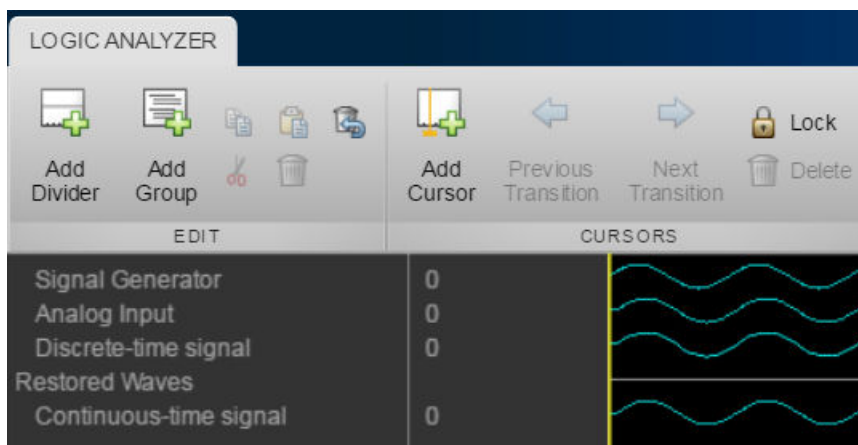 LOGIC ANALYZER
Add
Divider
Add
Group
Add
Cursor
Previous
Transition
Next
Transition
Lock
Delete
EDIT
CURSORS
Signal Generator 0
Analog Input 0
Discrete-time signal 0
Restored Waves
Continuous-time signal 0